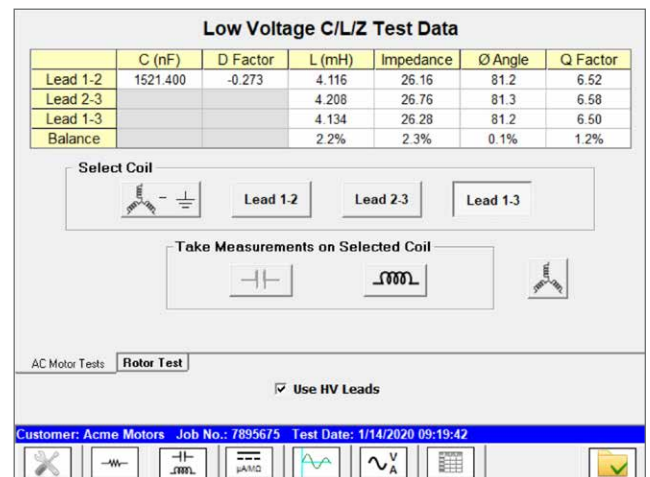 Low Voltage C/L/Z Test Data
C (nF) D Factor L (mH) Impedance Ø Angle Q Factor
Lead 1-2 1521.400 -0.273 4.116 26.16 81.2 6.52
Lead 2-3 4.208 26.76 81.3 6.58
Lead 1-3 4.134 26.28 81.2 6.50
Balance 2.2% 2.3% 0.1% 1.2%
Select Coil
Lead 1-2 Lead 2-3 Lead 1-3
Take Measurements on Selected Coil
AC Motor Tests Rotor Test
Use HV Leads
Customer: Acme Motors Job No.: 7895675 Test Date: 1/14/2020 09:19:42
µA/MΩ V
A